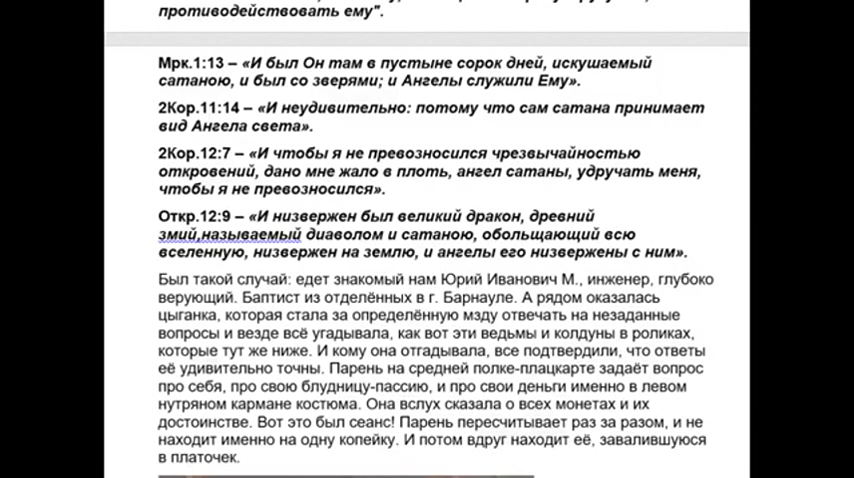 противодействовать ему".
Мрк.1:13 – «И был Он там в пустыне сорок дней, искушаемый
сатаною, и был со зверями; и Ангелы служили Ему».
2Кор.11:14 – «И неудивительно: потому что сам сатана принимает
вид Ангела света».
2Кор.12:7 – «И чтобы я не превозносился чрезвычайностью
откровений, дано мне жало в плоть, ангел сатаны, удручать меня,
чтобы я не превозносился».
Откр.12:9 – «И низвержен был великий дракон, древний
змий,называемый диаволом и сатаною, обольщающий всю
вселенную, низвержен на землю, и ангелы его низвержены с ним».
Был такой случай: едет знакомый нам Юрий Иванович М., инженер, глубоко
верующий. Баптист из отделённых в г. Барнауле. А рядом оказалась
цыганка, которая стала за определённую мзду отвечать на незаданные
вопросы и везде всё угадывала, как вот эти ведьмы и колдуны в роликах,
которые тут же ниже. И кому она отгадывала, все подтвердили, что ответы
её удивительно точны. Парень на средней полке-плацкарте задаёт вопрос
про себя, про свою блудницу-пассию, и про свои деньги именно в левом
нутряном кармане костюма. Она вслух сказала о всех монетах и их
достоинстве. Вот это был сеанс! Парень пересчитывает раз за разом, и не
находит именно на одну копейку. И потом вдруг находит её, завалившуюся
в платочек.